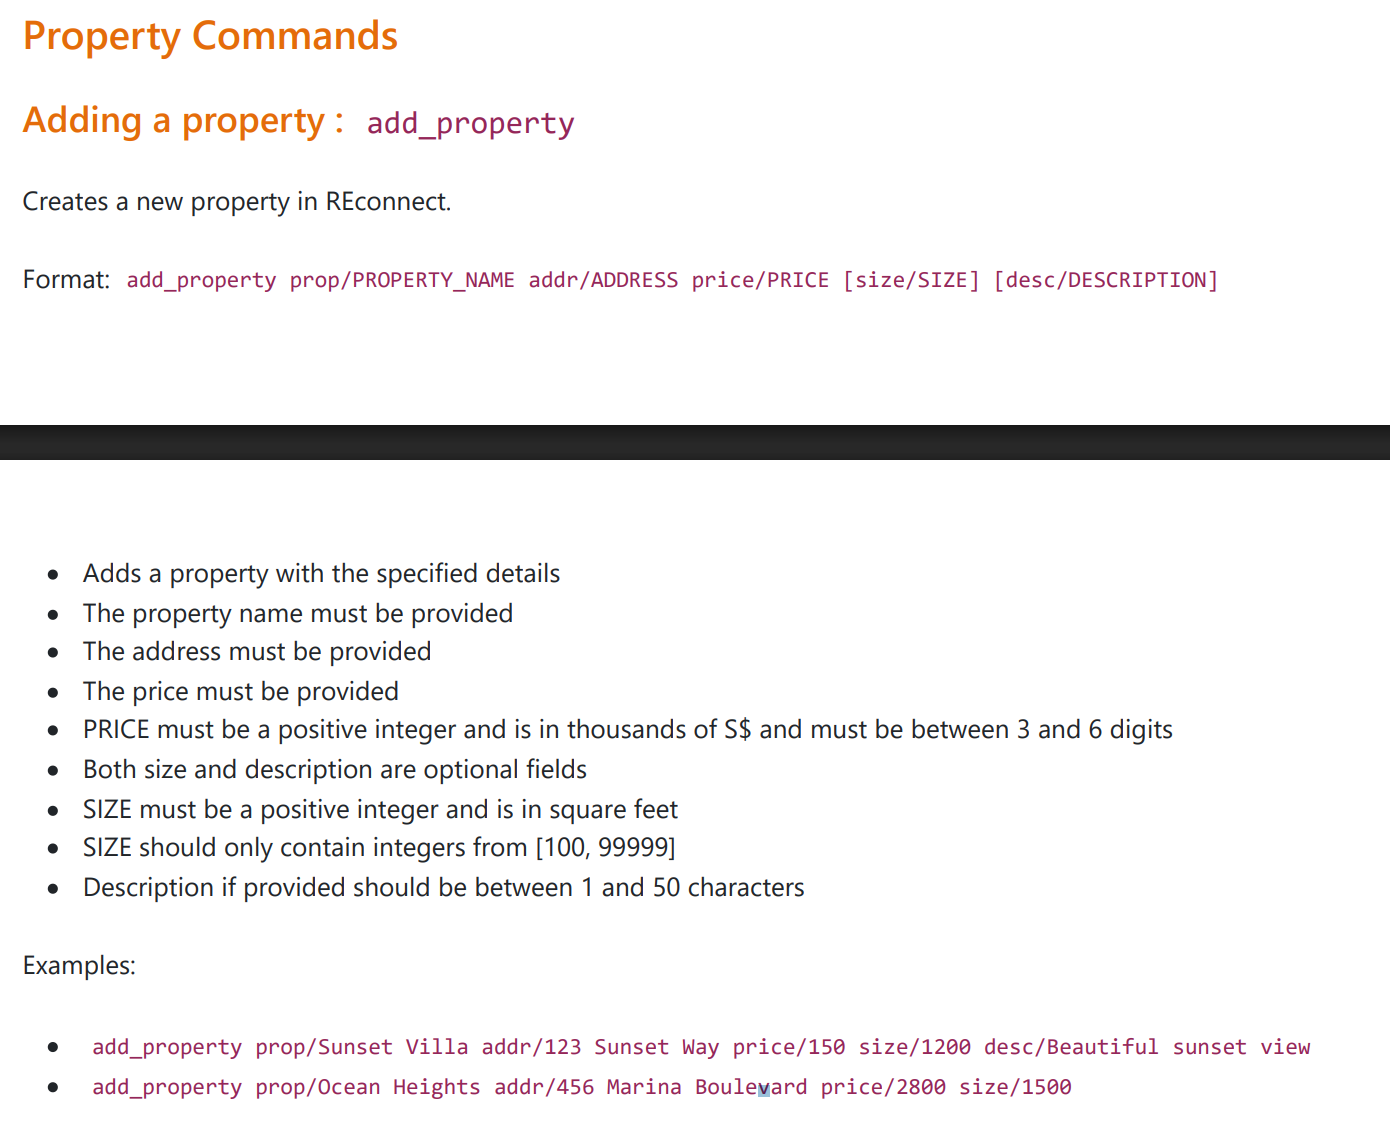 Property Commands
Adding a property : add_property
Creates a new property in REconnect.
Format: add_property prop/PROPERTY_NAME addr/ADDRESS price/PRICE [size/SIZE] [desc/DESCRIPTION]
• Adds a property with the specified details
• The property name must be provided
• The address must be provided
• The price must be provided
• PRICE must be a positive integer and is in thousands of S$ and must be between 3 and 6 digits
• Both size and description are optional fields
• SIZE must be a positive integer and is in square feet
• SIZE should only contain integers from [100, 99999]
• Description if provided should be between 1 and 50 characters
Examples:
• add_property prop/Sunset Villa addr/123 Sunset Way price/150 size/1200 desc/Beautiful sunset view
• add_property prop/Ocean Heights addr/456 Marina Boulevard price/2800 size/1500